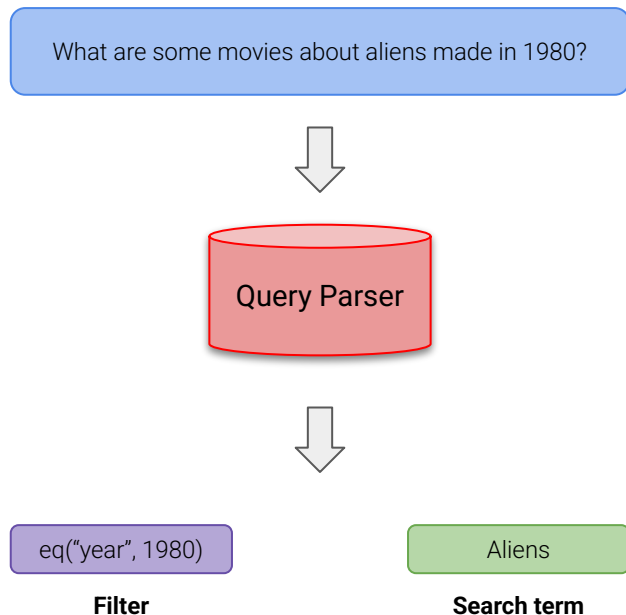 What are some movies about aliens made in 1980?
Query Parser
eq(“year”, 1980)
Aliens
Filter
Search term